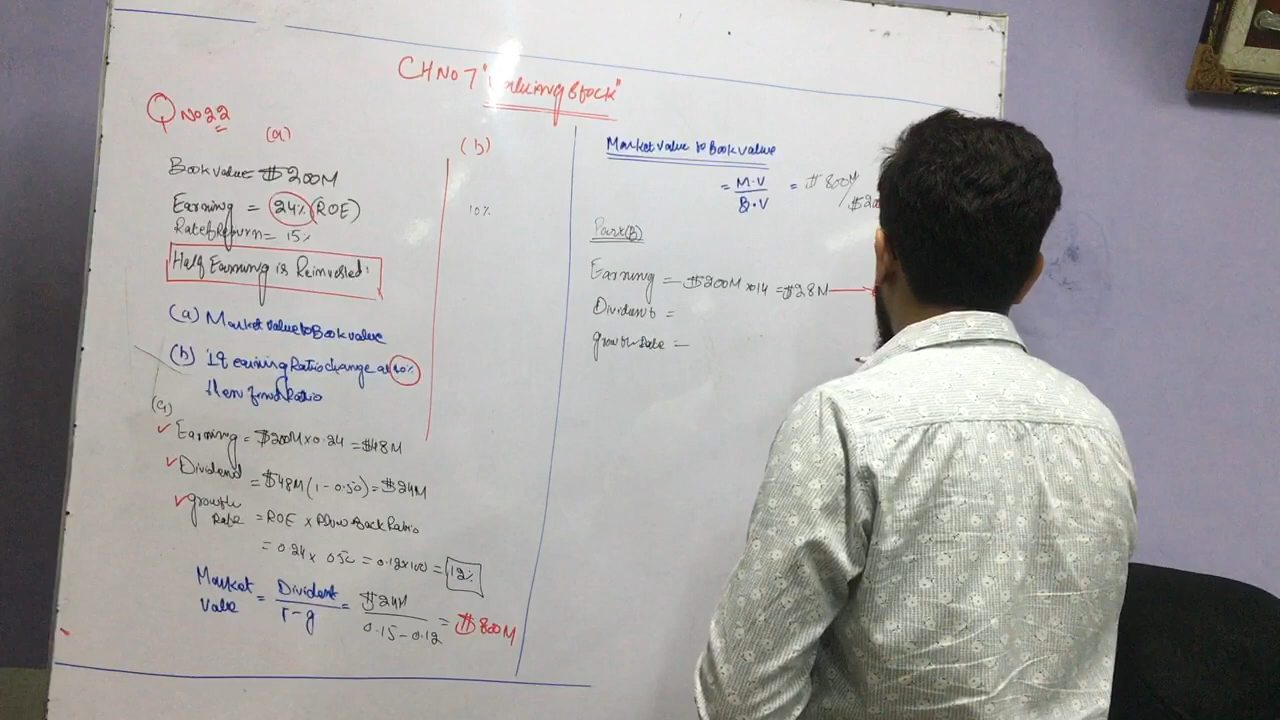 CH No 7 "Valuing Stock"
Q No 22
(a)
Book value = $200M
Earning = 24% (ROE)
Rate of Repurn = 15%
Half Earning is Reinvested:
(a) Market value to Book value
(b) If earning Ratio change as 10%
then find Ratio
(a)
Earning = $200M x 0.24 = $48M
Dividend = $48M (1 - 0.50) = $24M
growth Rate = ROE x Plow Back Ratio
= 0.24 x 0.50 = 0.12 x 100 = 12%
Market Value = Dividend / r - g = $24M / 0.15 - 0.12 = $800M
(b)
10%
Market value to Book value
= M.V / B.V = $800M / $200
Part (B)
Earning = $200M x 0.14 = $28M
Dividend =
growth Rate =